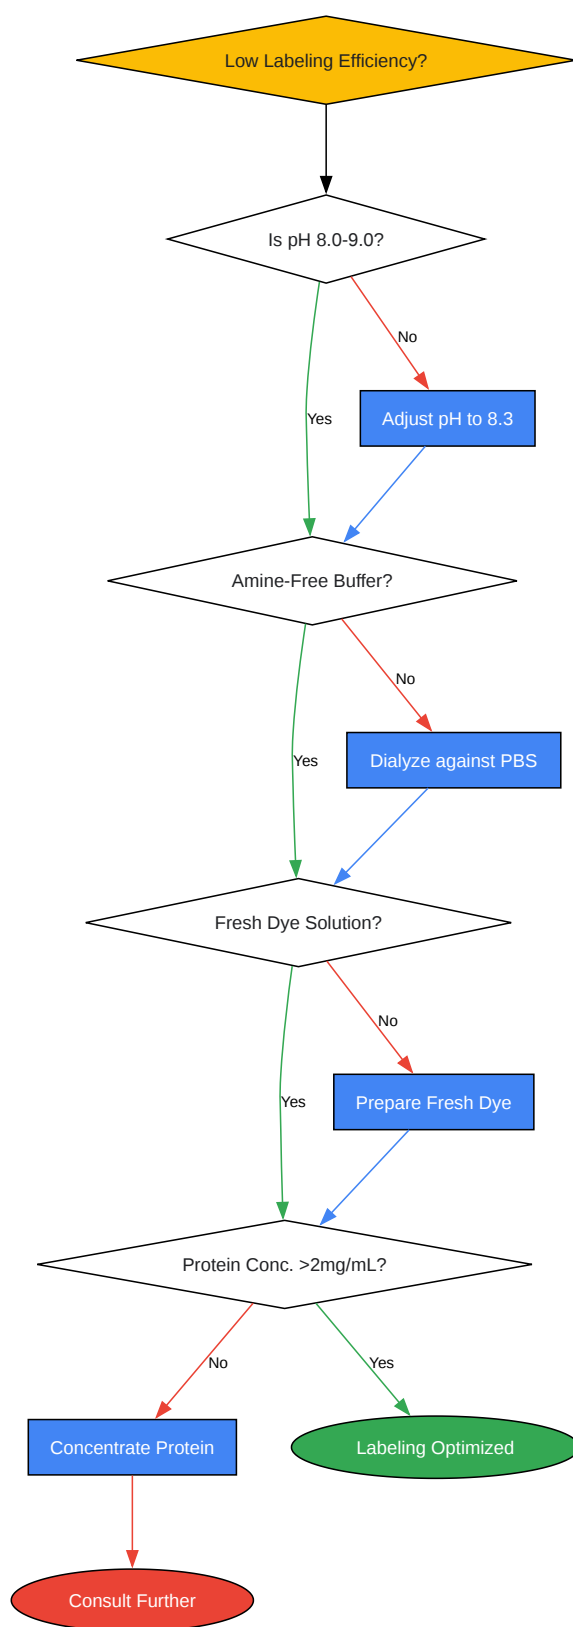 Low Labeling Efficiency?
Is pH 8.0-9.0?
No
Yes
Adjust pH to 8.3
Amine-Free Buffer?
No
Yes
Dialyze against PBS
Fresh Dye Solution?
No
Yes
Prepare Fresh Dye
Protein Conc. >2mg/mL?
No
Yes
Concentrate Protein
Labeling Optimized
Consult Further